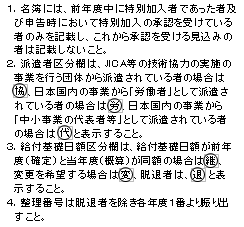 1. 名簿には、前年度中に特別加入者であった者及
び申告時において特別加入の承認を受けている
者のみを記載し、これから承認を受ける見込み
の者は記載しないこと。
2. 派遣者区分欄は、JICA等の技術協力の実施の
事業を行う団体から派遣されている者の場合は
㊿協、日本国内の事業から「労働者」として派遣さ
れている者の場合は労、日本国内の事業から
「中小事業の代表者等」として派遣されている
者の場合は代と表示すること。
3. 給付基礎日額区分欄は、給付基礎日額が前年
度(確定)と当年度(概算)が同額の場合は継、
変更を希望する場合は変、脱退者は、退と表
示すること。
4. 整理番号は脱退者を除き各年度1番より振り出
すこと。